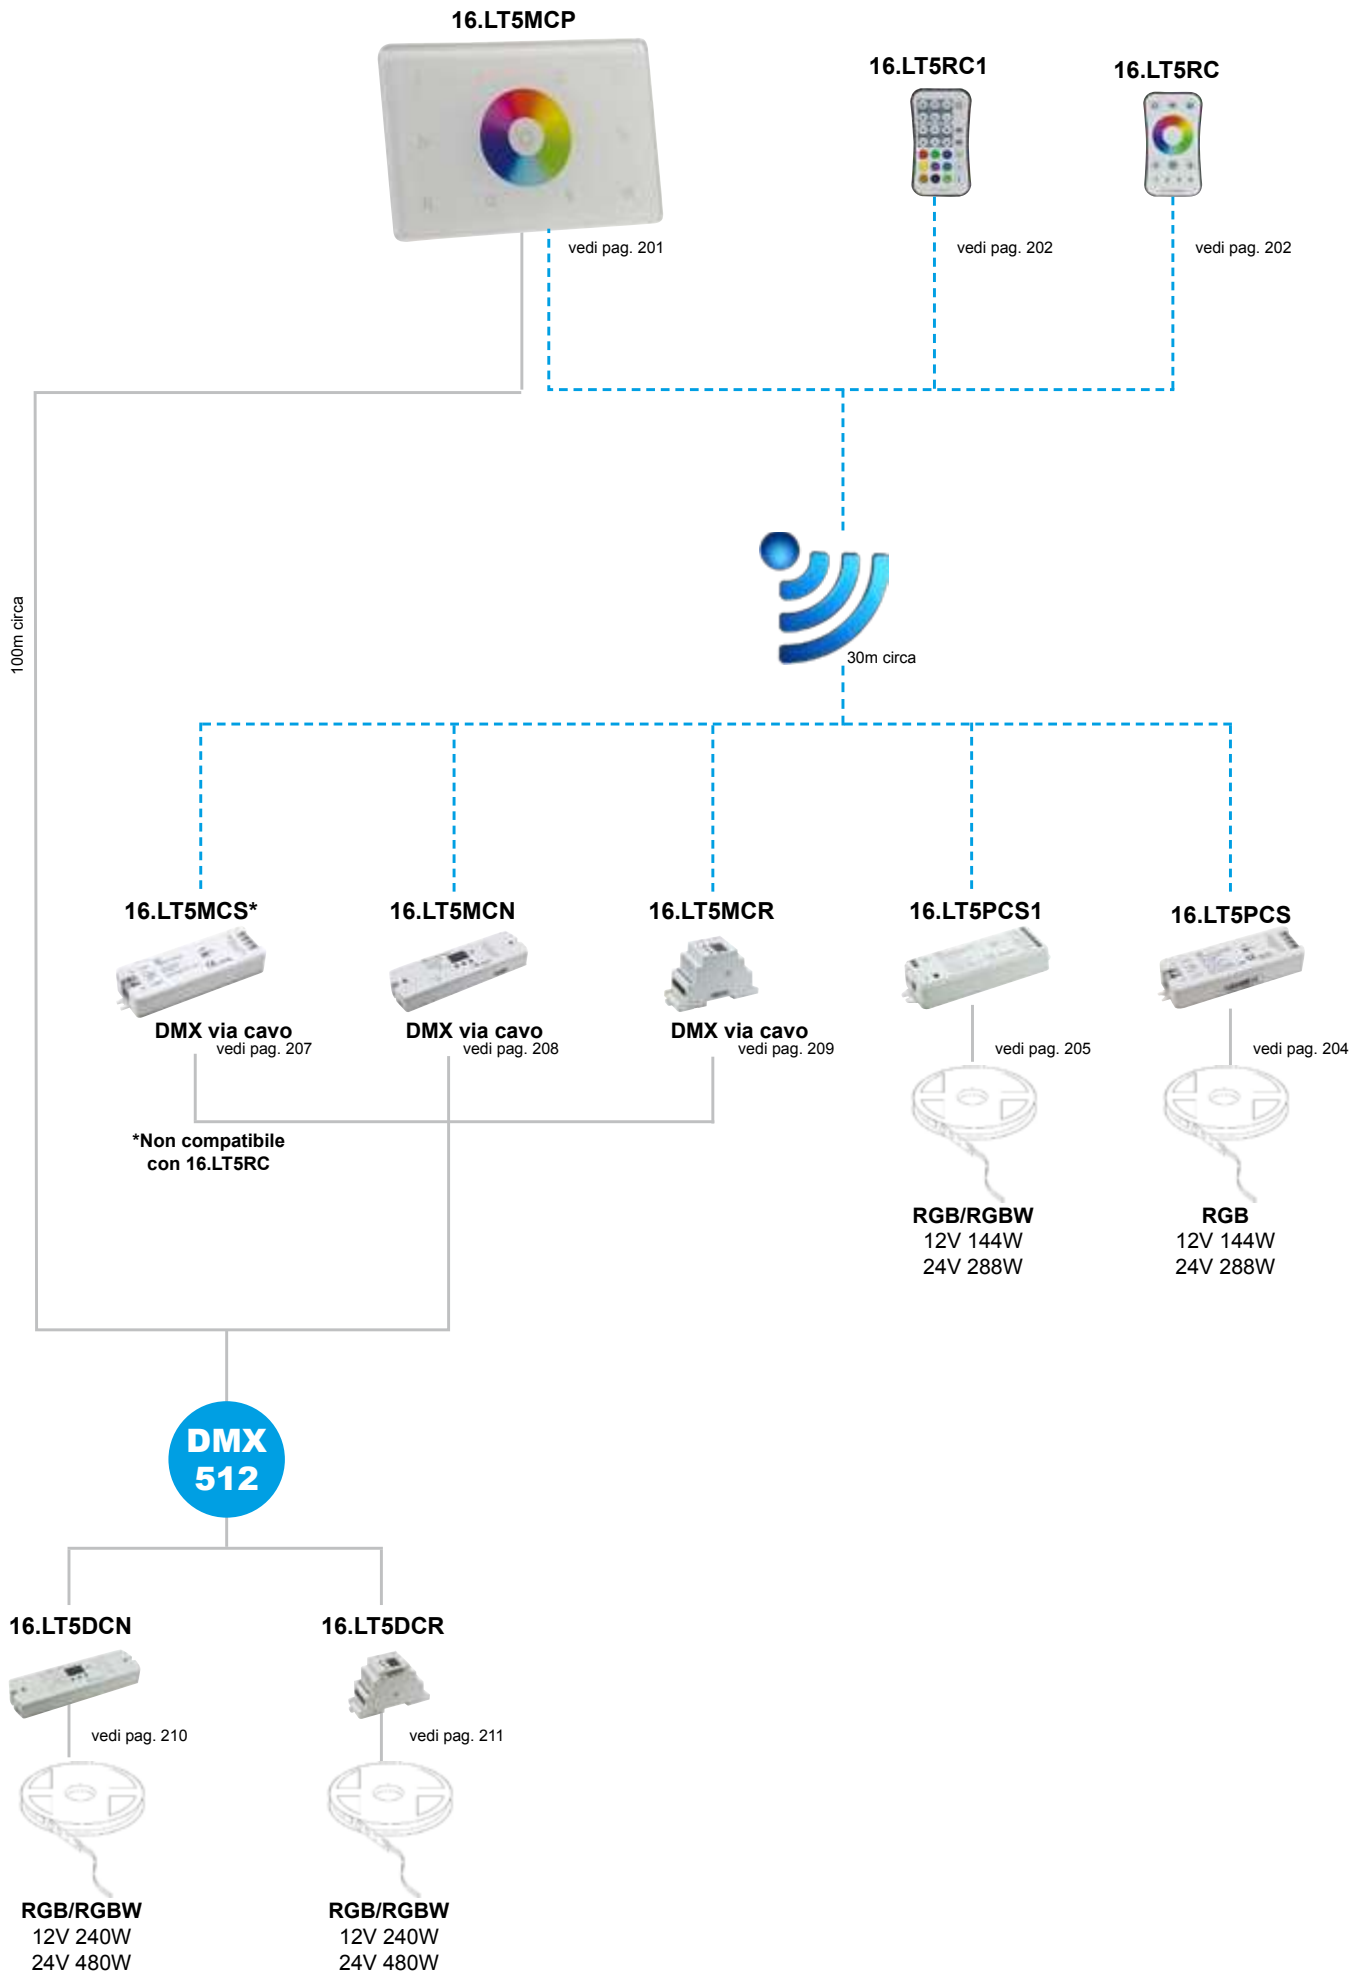 16.LT5MCP
16.LT5RC1
16.LT5RC
vedi pag. 201
vedi pag. 202
vedi pag. 202
100m circa
30m circa
16.LT5MCS*
16.LT5MCN
16.LT5MCR
16.LT5PCS1
16.LT5PCS
DMX via cavo
vedi pag. 207
DMX via cavo
vedi pag. 208
DMX via cavo
vedi pag. 209
vedi pag. 205
vedi pag. 204
*Non compatibile
con 16.LT5RC
RGB/RGBW
12V 144W
24V 288W
RGB
12V 144W
24V 288W
DMX
512
16.LT5DCN
16.LT5DCR
vedi pag. 210
vedi pag. 211
RGB/RGBW
12V 240W
24V 480W
RGB/RGBW
12V 240W
24V 480W